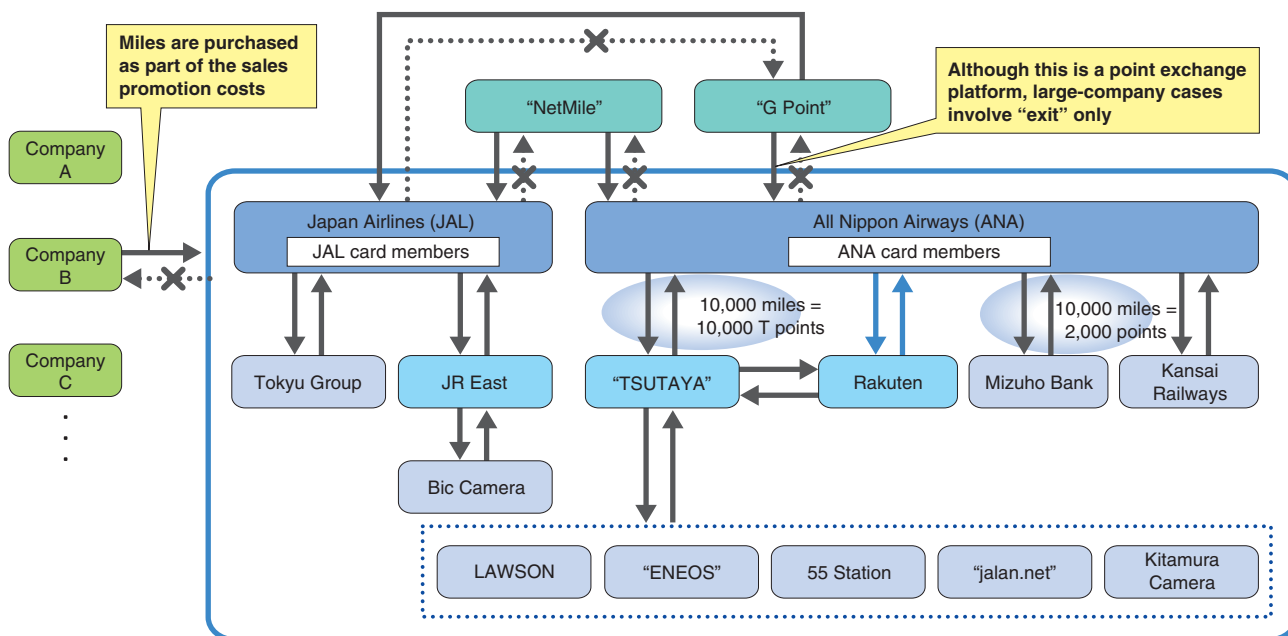 Miles are purchased
as part of the sales
promotion costs
"NetMile"
"G Point"
Although this is a point exchange
platform, large-company cases
involve "exit" only
Company
A
Company
B
Company
C
Japan Airlines (JAL)
JAL card members
All Nippon Airways (ANA)
ANA card members
10,000 miles =
10,000 T points
10,000 miles =
2,000 points
Tokyu Group
JR East
"TSUTAYA"
Rakuten
Mizuho Bank
Kansai
Railways
Bic Camera
LAWSON
"ENEOS"
55 Station
"jalan.net"
Kitamura
Camera